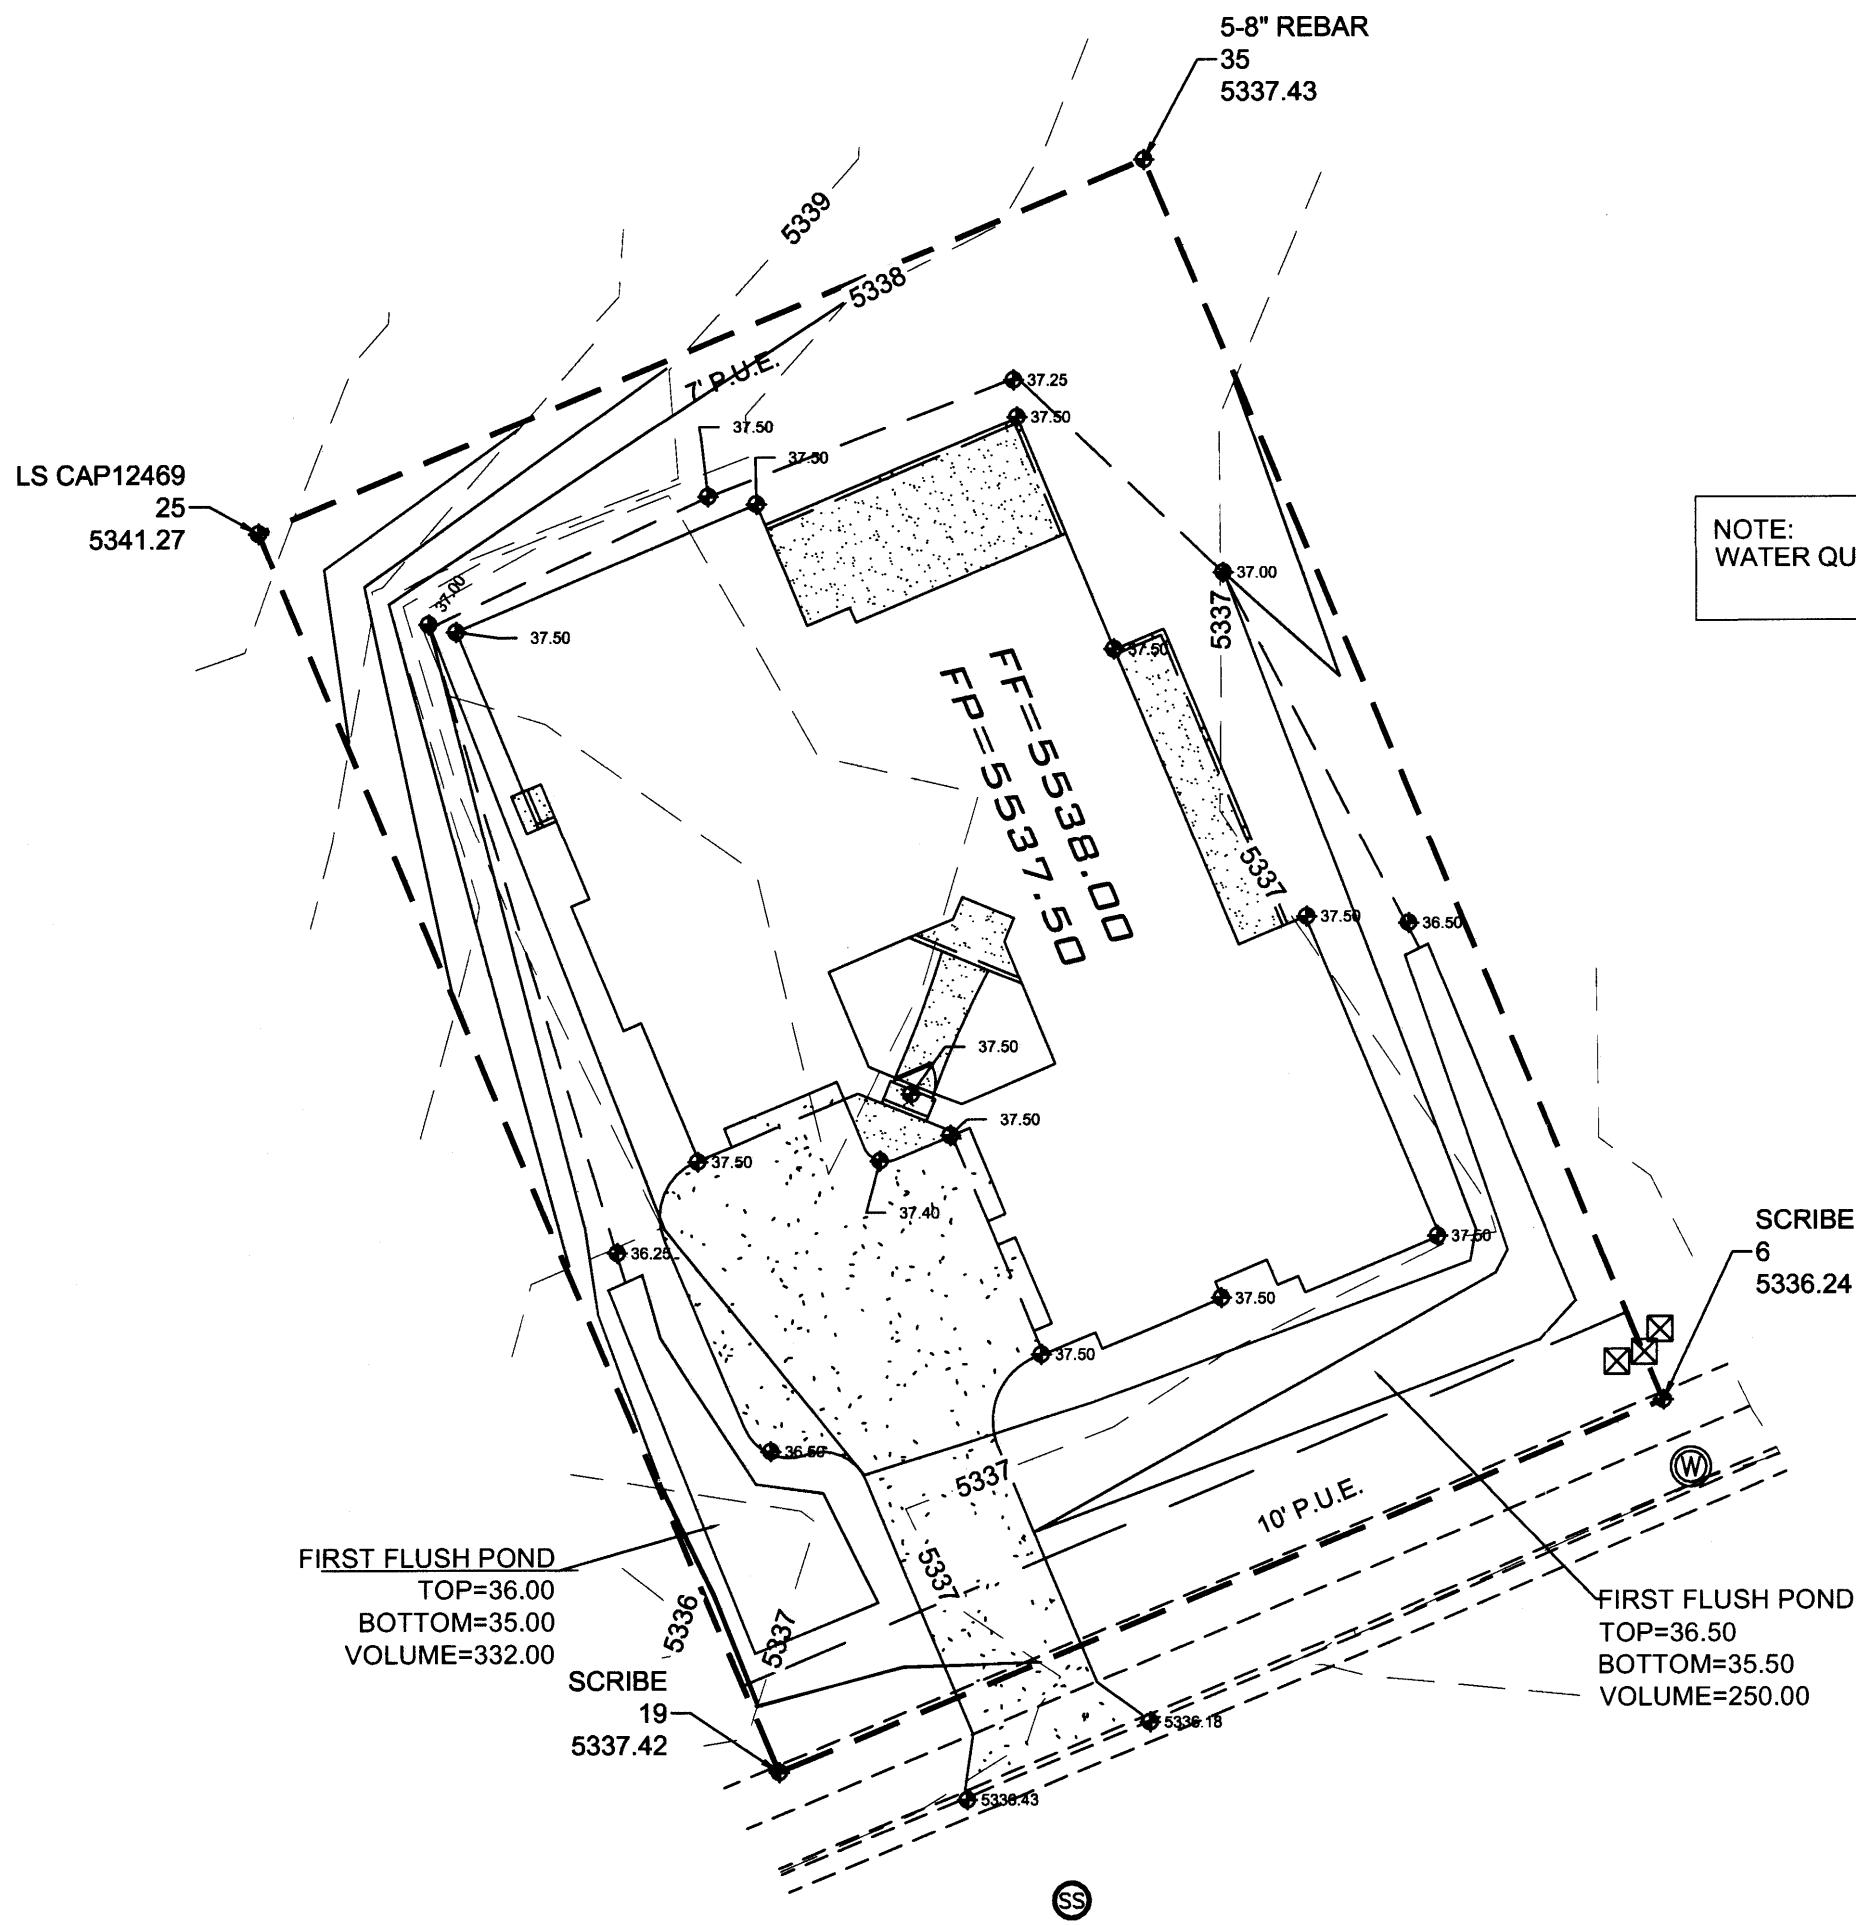 5-8" REBAR
35
5337.43
5339
5338
7' P.U.E.
37.25
37.50
37.50
37.50
LS CAP12469
25
5341.27
NOTE:
WATER QU
37.00
37.00
37.50
5337
37.50
FF=5538.00
FP=5537.50
5337
37.50
36.50
37.50
37.50
37.50
37.40
SCRIBE
6
5336.24
36.25
37.50
37.50
37.50
36.50
5337
10' P.U.E.
W
5337
FIRST FLUSH POND
TOP=36.00
BOTTOM=35.00
VOLUME=332.00
5336
5337
FIRST FLUSH POND
TOP=36.50
BOTTOM=35.50
VOLUME=250.00
SCRIBE
19
5337.42
5336.18
5336.43
SS